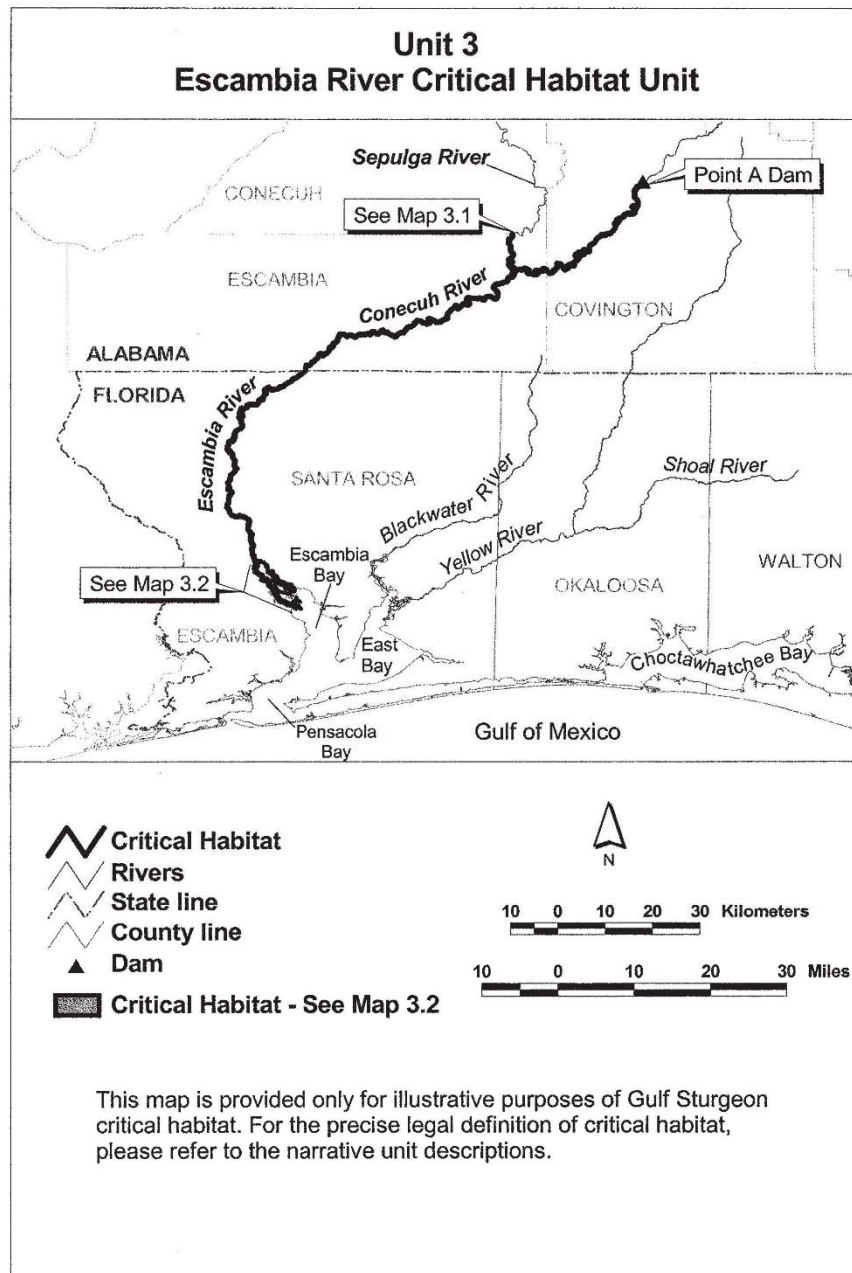 Unit 3
Escambia River Critical Habitat Unit
Sepulga River
Point A Dam
CONECUH
See Map 3.1
ESCAMBIA
Conecuh River
COVINGTON
ALABAMA
FLORIDA
Escambia River
SANTA ROSA
Shoal River
Blackwater River
Yellow River
Escambia
Bay
WALTON
See Map 3.2
OKALOOSA
ESCAMBIA
East
Bay
Choctawhatchee Bay
Pensacola
Bay
Gulf of Mexico
Critical Habitat
Rivers
State line
County line
Dam
Critical Habitat - See Map 3.2
N
10 0 10 20 30 Kilometers
10 0 10 20 30 Miles
This map is provided only for illustrative purposes of Gulf Sturgeon
critical habitat. For the precise legal definition of critical habitat,
please refer to the narrative unit descriptions.